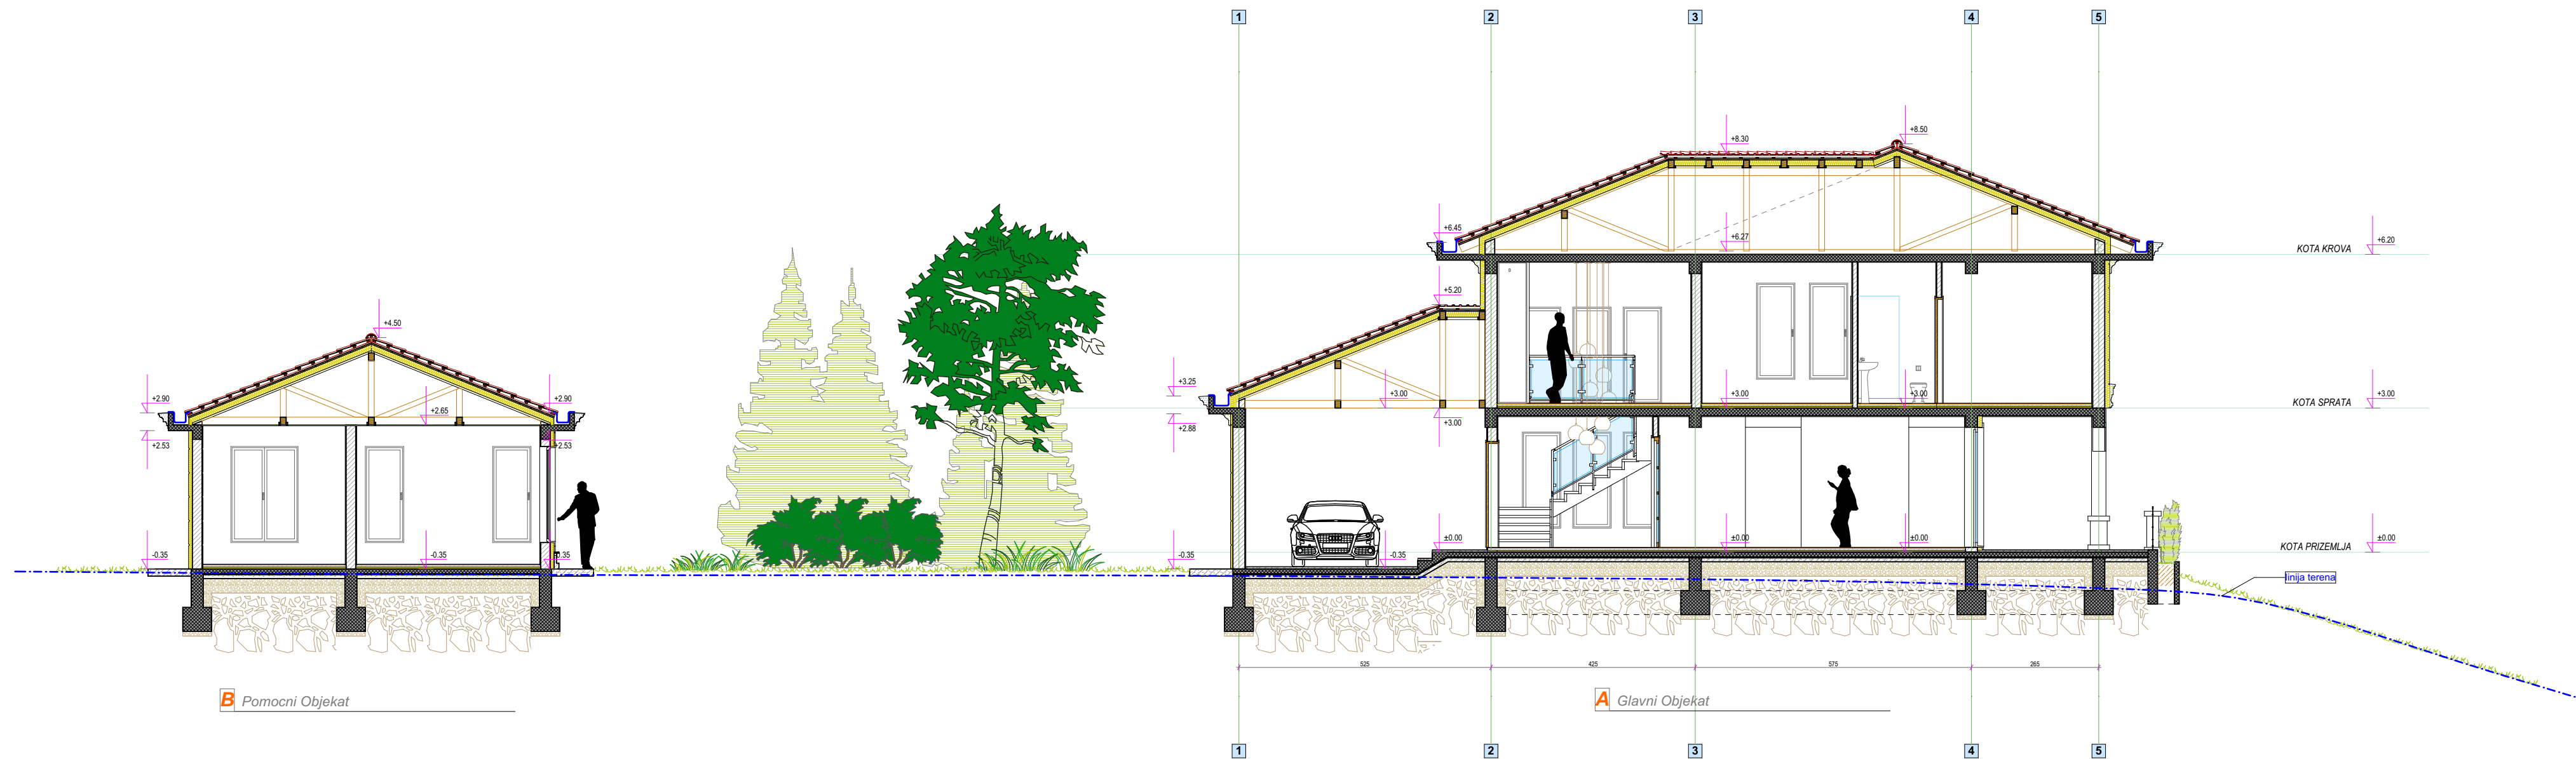 1 2 3 4 5
+8.50
+8.30
+6.45
+6.27
KOTA KROVA +6.20
+5.20
+4.50
+3.25
+2.90 +2.90
+2.65
+3.00 +3.00 +3.00
KOTA SPRATA +3.00
+3.00
+2.88
+2.53 +2.53
±0.00 ±0.00 ±0.00
KOTA PRIZEMLJA ±0.00
-0.35 -0.35 -0.35 -0.35 -0.35
linija terena
525 425 575 265
B Pomocni Objekat
A Glavni Objekat
1 2 3 4 5